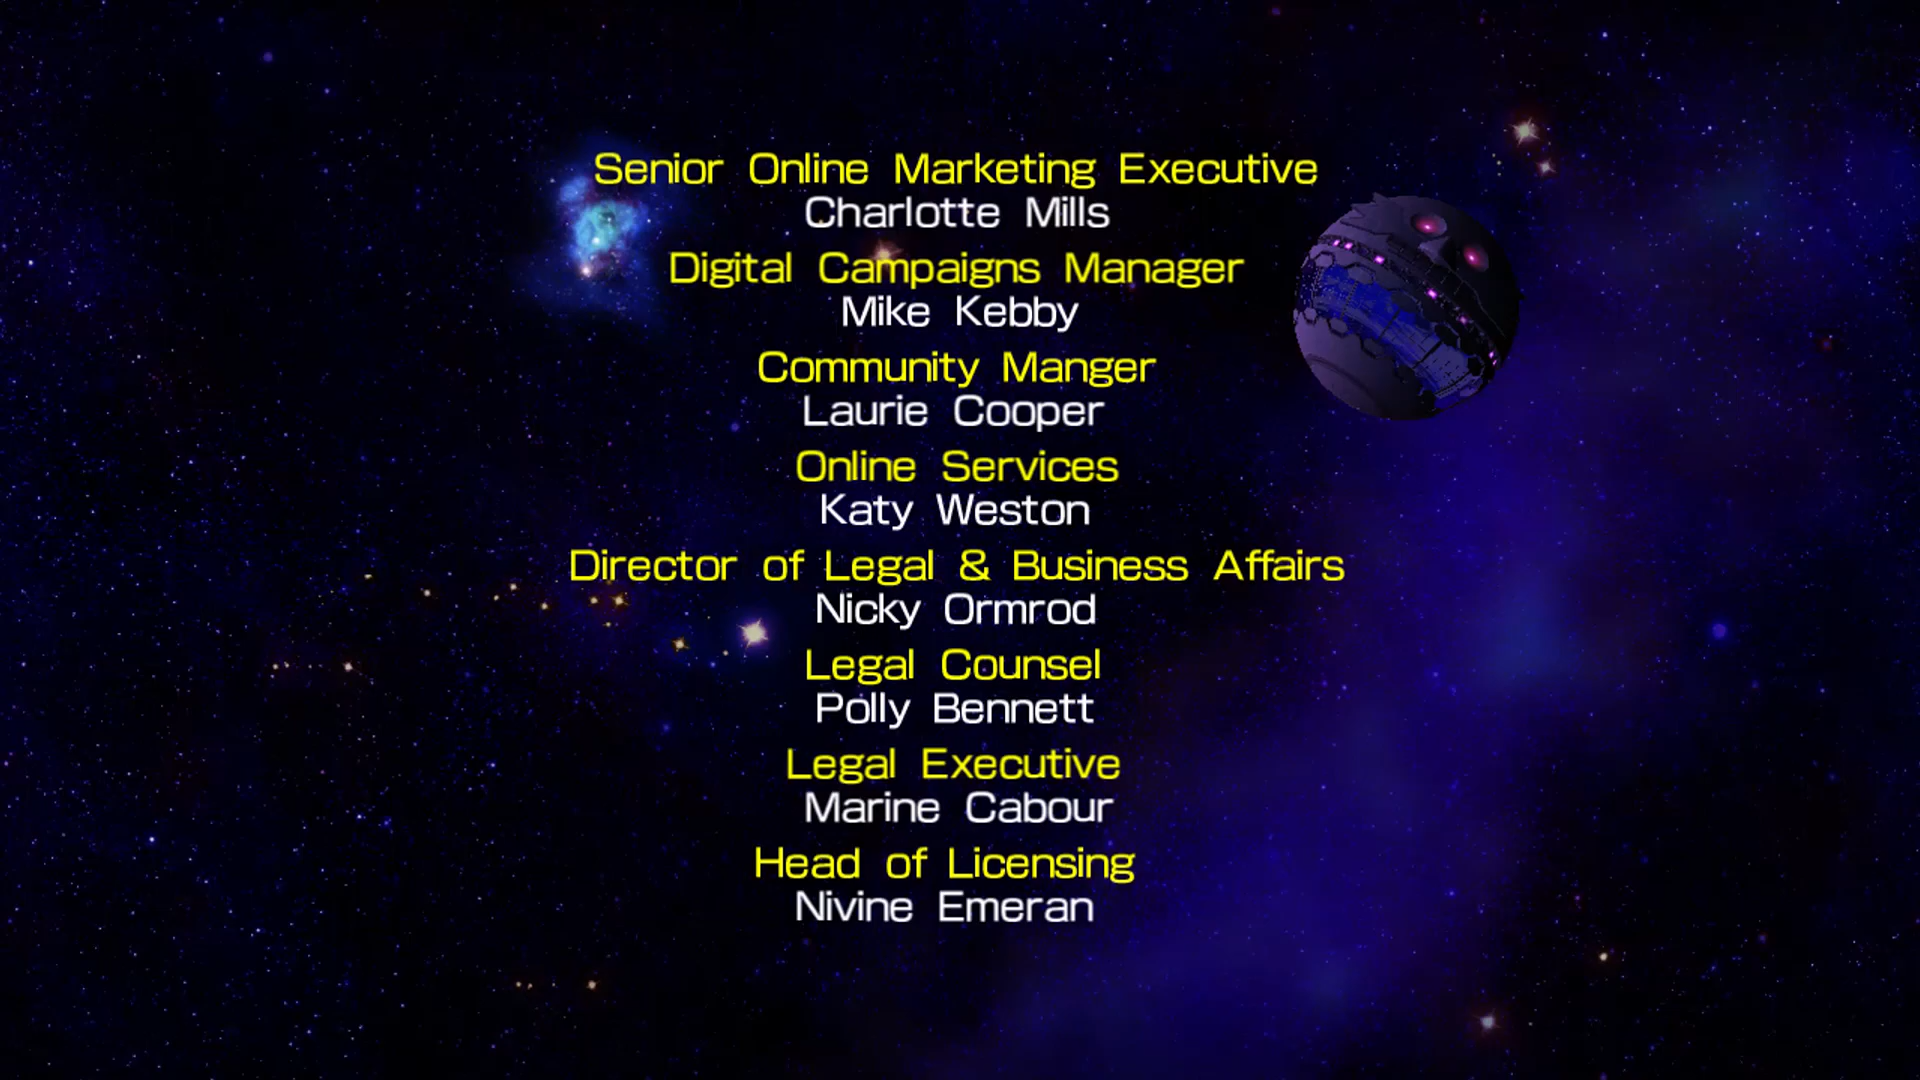 Senior Online Marketing Executive
Charlotte Mills
Digital Campaigns Manager
Mike Kebby
Community Manger
Laurie Cooper
Online Services
Katy Weston
Director of Legal & Business Affairs
Nicky Ormrod
Legal Counsel
Polly Bennett
Legal Executive
Marine Cabour
Head of Licensing
Nivine Emeran